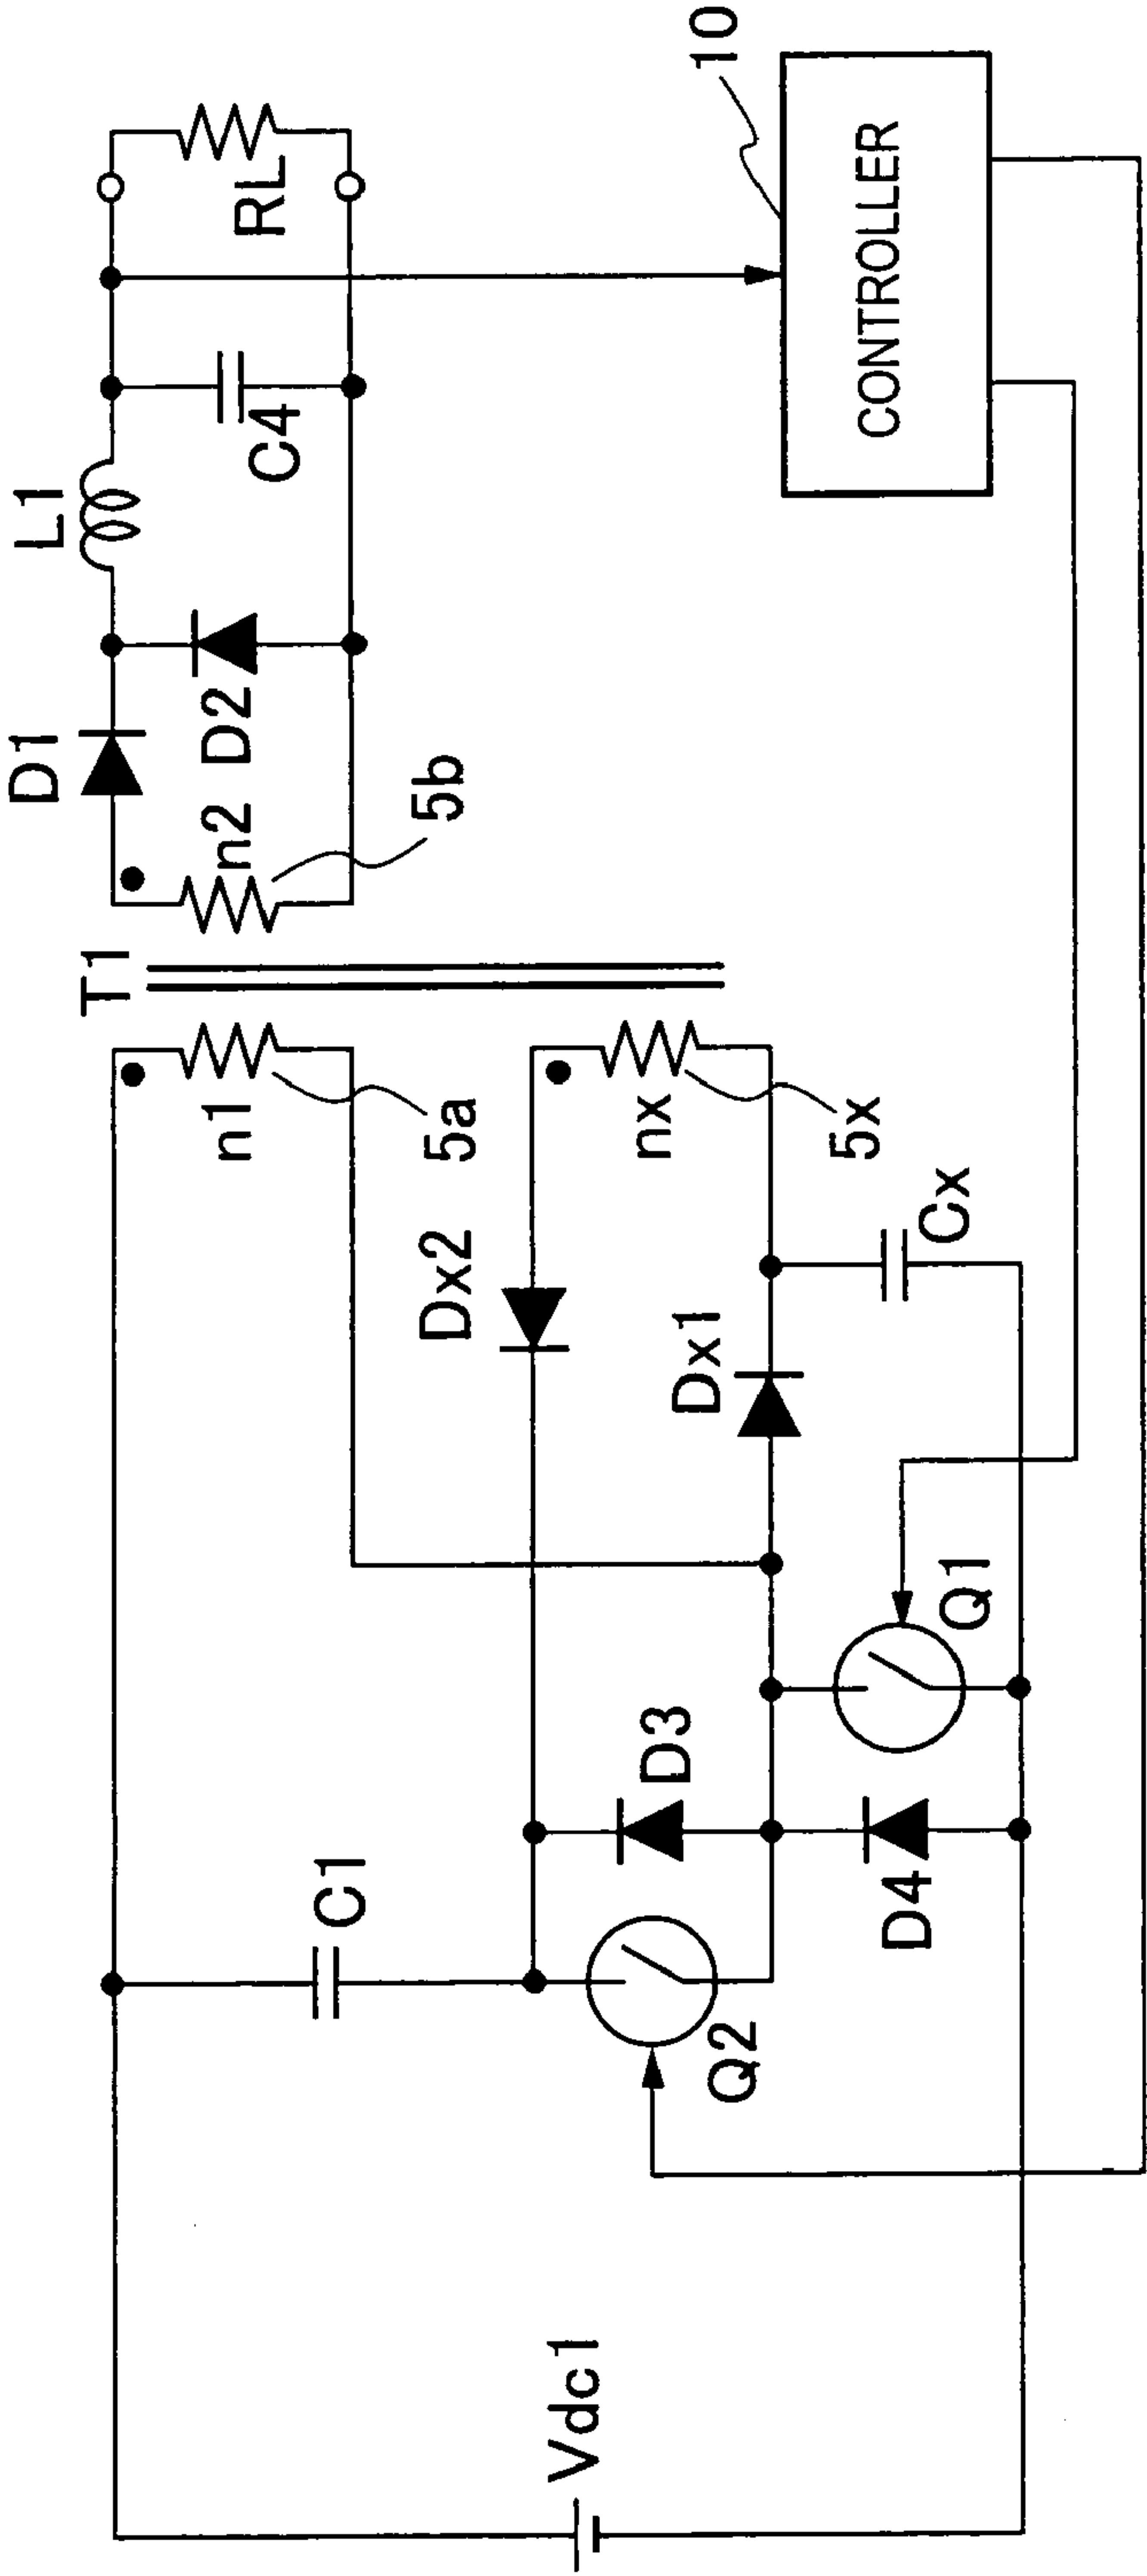 T1
D1
L1
n1
n2
D2
C4
RL
5a
5b
C1
Dx2
nx
5x
D3
Dx1
Cx
Q2
D4
Q1
Vdc1
10
CONTROLLER